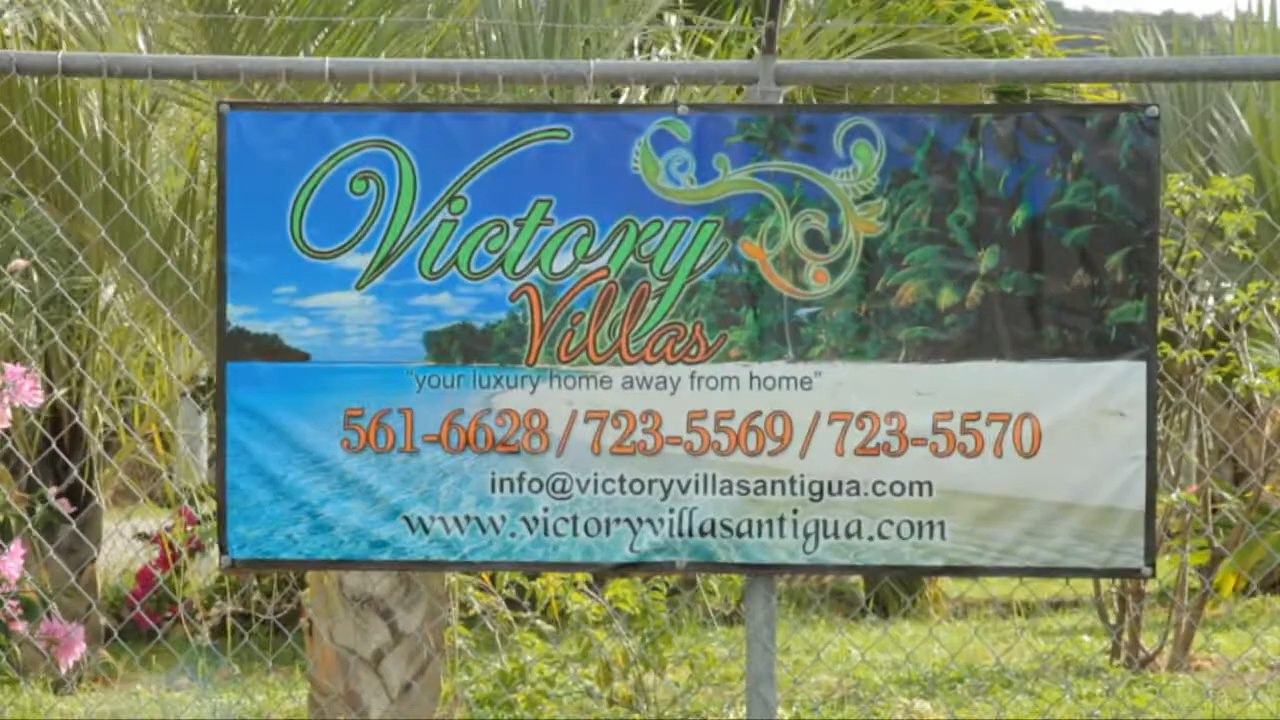 Victory
Villas
"your luxury home away from home"
561-6628 / 723-5569 / 723-5570
info@victoryvillasantigua.com
www.victoryvillasantigua.com